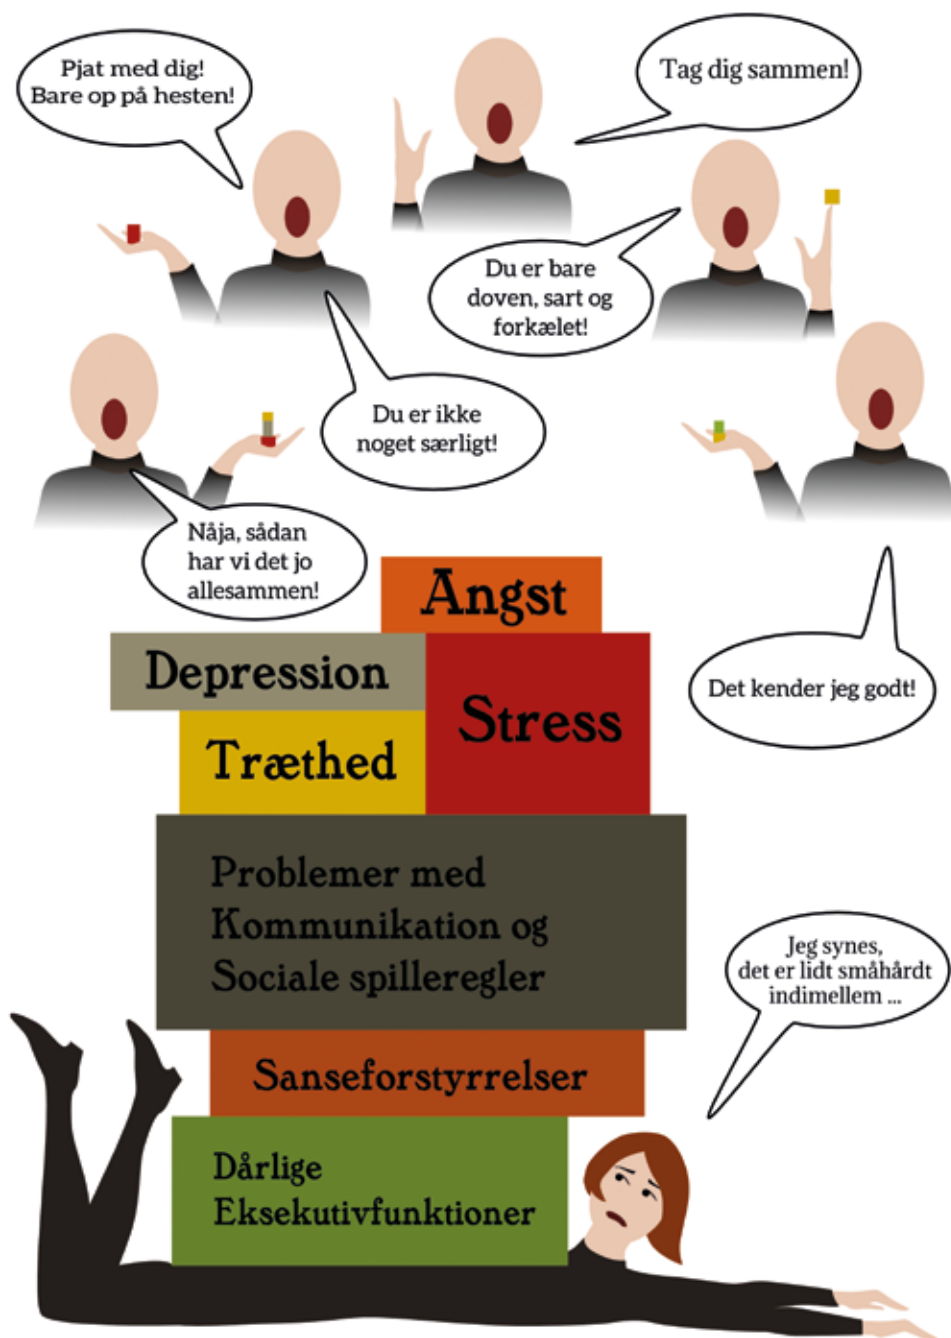 Pjat med dig!
Bare op på hesten!
Tag dig sammen!
Du er bare
doven, sart og
forkælet!
Du er ikke
noget særligt!
Nåja, sådan
har vi det jo
allesammen!
Det kender jeg godt!
Angst
Depression
Stress
Træthed
Problemer med
Kommunikation og
Sociale spilleregler
Jeg synes,
det er lidt småhårdt
indimellem ...
Sanseforstyrrelser
Dårlige
Eksekutivfunktioner